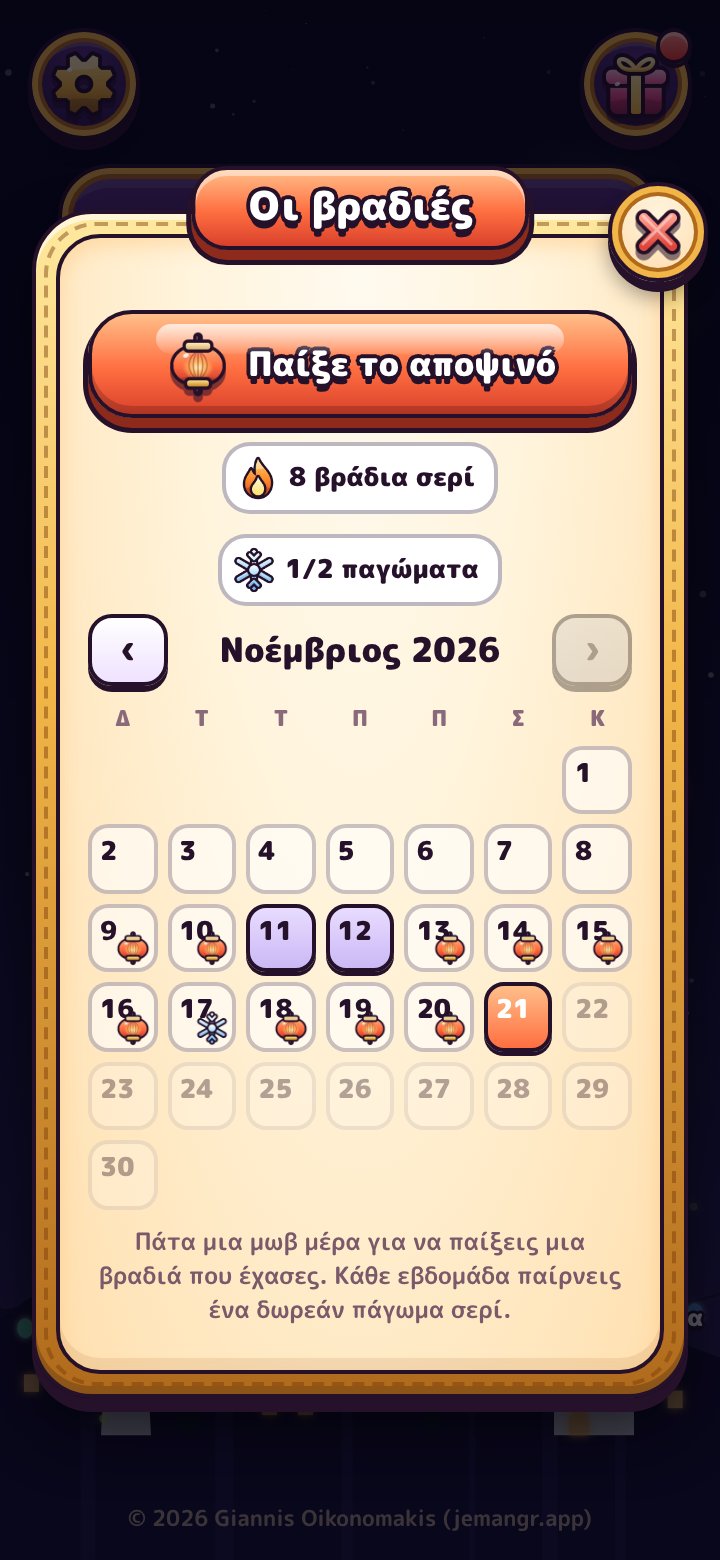 Οι βραδιές
Παίξε το αποψινό
8 βράδια σερί
1/2 παγώματα
‹ Νοέμβριος 2026 ›
Δ Τ Τ Π Π Σ Κ
1
2 3 4 5 6 7 8
9 10 11 12 13 14 15
16 17 18 19 20 21 22
23 24 25 26 27 28 29
30
Πάτα μια μωβ μέρα για να παίξεις μια
βραδιά που έχασες. Κάθε εβδομάδα παίρνεις
ένα δωρεάν πάγωμα σερί.
α
© 2026 Giannis Oikonomakis (jemangr.app)